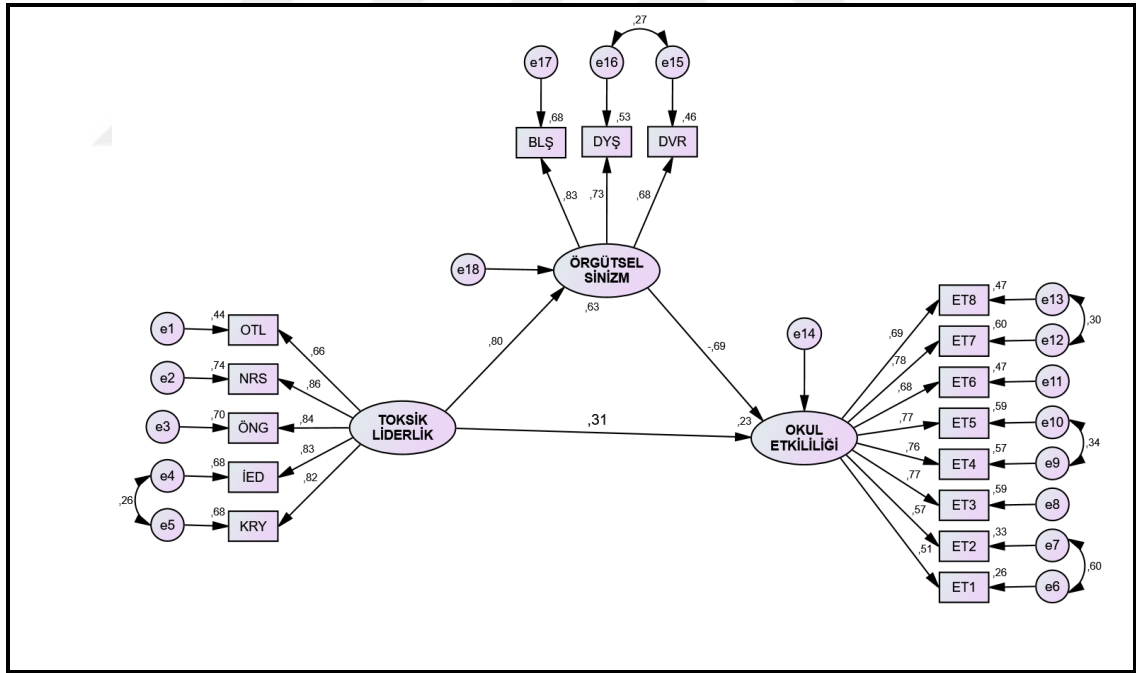 ,27
e17
e16
e15
,68
,53
,46
BLŞ
DYŞ
DVR
,83
,73
,68
e18
ÖRGÜTSEL
SİNİZM
,63
,80
-,69
e1
,44
OTL
,66
e2
,74
NRS
,86
e3
,70
ÖNG
,84
e4
,68
İED
,83
,26
e5
,68
KRY
,82
TOKSİK
LİDERLİK
,31
e14
,23
OKUL
ETKİLİLİĞİ
,69
ET8
,47
e13
,30
,78
ET7
,60
e12
,68
ET6
,47
e11
,77
ET5
,59
e10
,34
,76
ET4
,57
e9
,77
ET3
,59
e8
,57
ET2
,33
e7
,60
,51
ET1
,26
e6